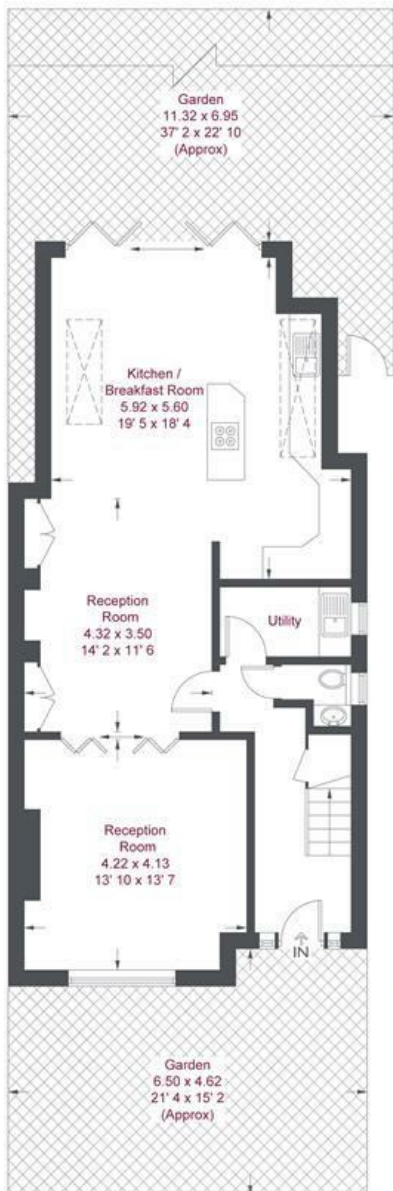 Garden
11.32 x 6.95
37' 2 x 22' 10
(Approx)
Kitchen /
Breakfast Room
5.92 x 5.60
19' 5 x 18' 4
Reception
Room
4.32 x 3.50
14' 2 x 11' 6
Utility
Reception
Room
4.22 x 4.13
13' 10 x 13' 7
IN
Garden
6.50 x 4.62
21' 4 x 15' 2
(Approx)